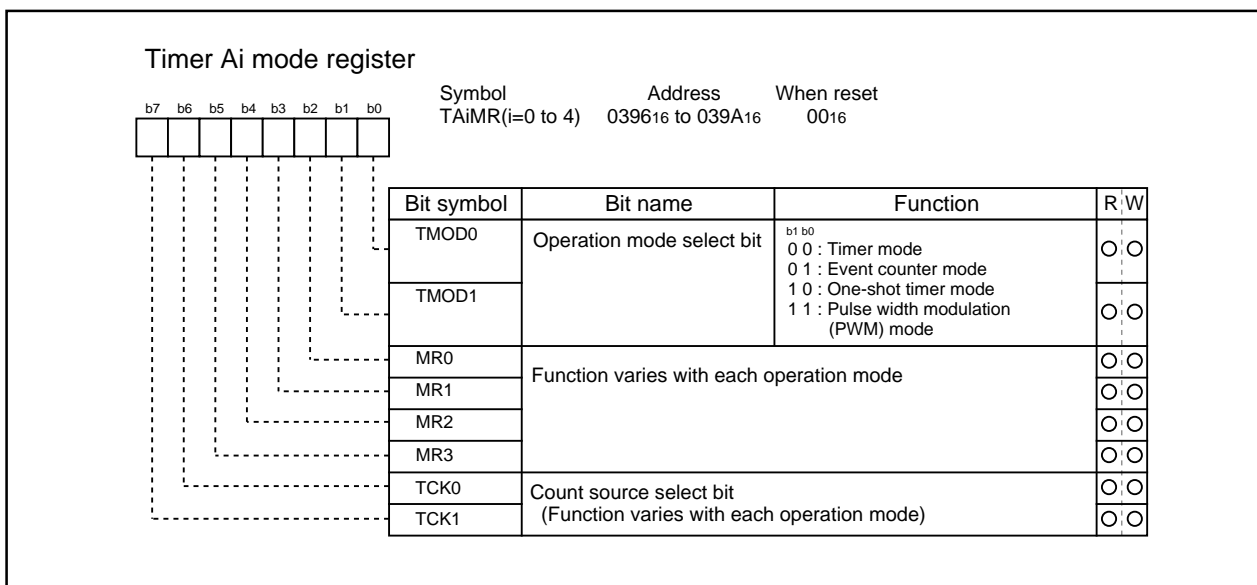 Timer Ai mode register
Symbol Address When reset
TAiMR(i=0 to 4) 039616 to 039A16 0016
b7 b6 b5 b4 b3 b2 b1 b0
Bit symbol Bit name Function R W
TMOD0 Operation mode select bit b1 b0
0 0 : Timer mode
0 1 : Event counter mode
TMOD1 1 0 : One-shot timer mode
1 1 : Pulse width modulation
(PWM) mode
MR0
Function varies with each operation mode
MR1
MR2
MR3
TCK0 Count source select bit
TCK1 (Function varies with each operation mode)